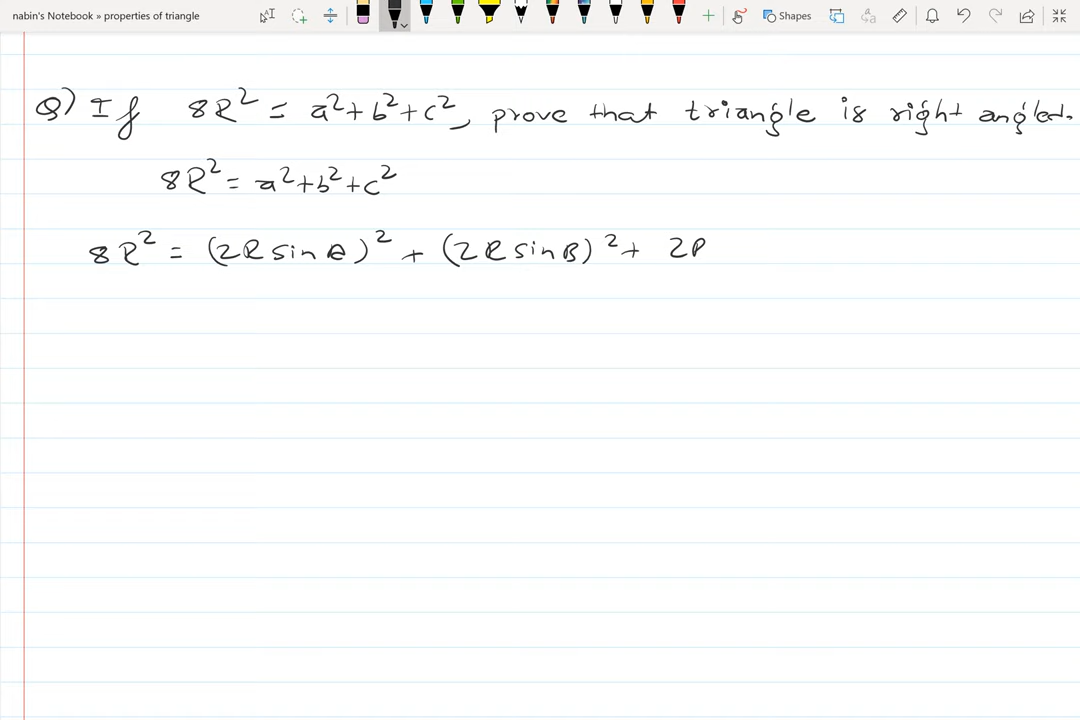 nabin's Notebook » properties of triangle
Shapes
Q) If 8R² = a²+b²+c², prove that triangle is right angled.
8R² = a²+b²+c²
8R² = (2R sin A)² + (2R sin B)² + 2P